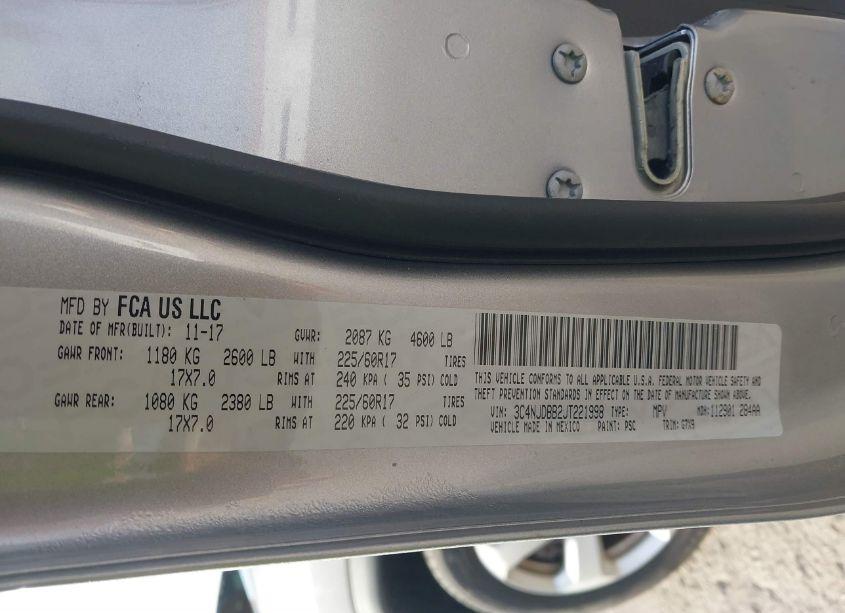 MFD BY FCA US LLC
DATE OF MFR(BUILT): 11-17 GVWR: 2087 KG 4600 LB
GAWR FRONT: 1180 KG 2600 LB WITH 225/60R17 TIRES
17X7.0 RIMS AT 240 KPA ( 35 PSI) COLD
GAWR REAR: 1080 KG 2380 LB WITH 225/60R17
17X7.0 RIMS AT 220 KPA ( 32 PSI) COLD
THIS VEHICLE CONFORMS TO ALL APPLICABLE U.S.A. FEDERAL MOTOR VEHICLE SAFETY AND
THEFT PREVENTION STANDARDS IN EFFECT ON THE DATE OF MANUFACTURE SHOWN ABOVE.
VIN: 3C4NJDBB2JT221998 TYPE: MPV MDH:112901 284AA
VEHICLE MADE IN MEXICO PAINT: PSC TRIM: G7X9